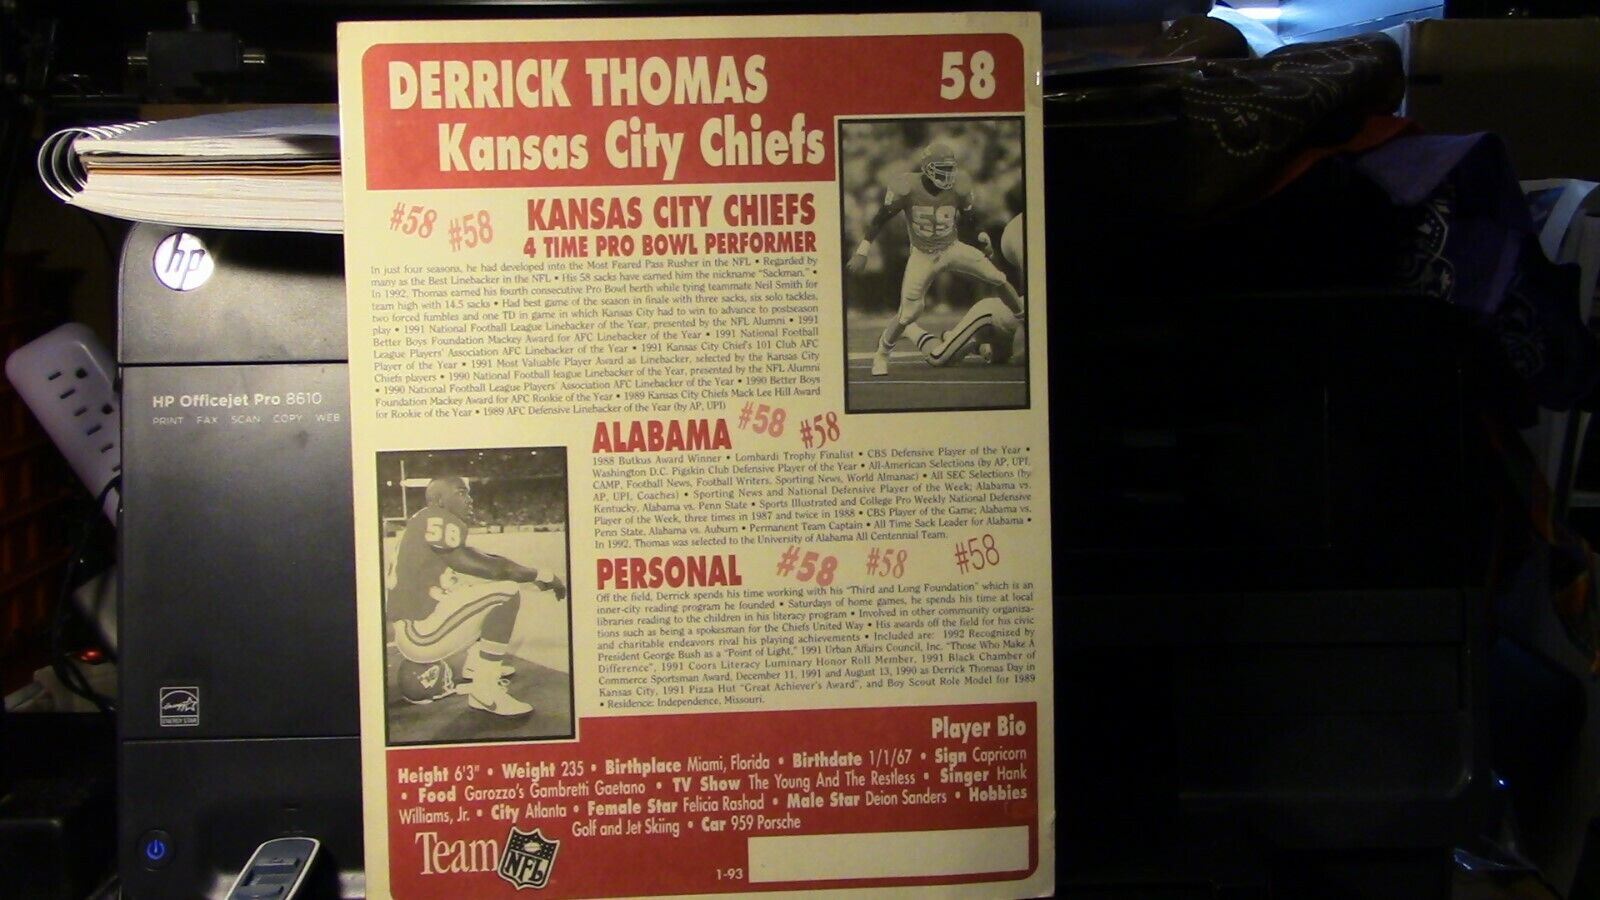 DERRICK THOMAS 58
Kansas City Chiefs
#58 #58
KANSAS CITY CHIEFS
4 TIME PRO BOWL PERFORMER
In just four seasons, he had developed into the Most Feared Pass Rusher in the NFL • Regarded by
many as the Best Linebacker in the NFL • His 58 sacks have earned him the nickname "Sackman." •
In 1992, Thomas earned his fourth consecutive Pro Bowl berth while tying teammate Neil Smith for
team high with 14.5 sacks • Had best game of the season in finale with three sacks, six solo tackles,
two forced fumbles and one TD in game in which Kansas City had to win to advance to postseason
play • 1991 National Football League Linebacker of the Year, presented by the NFL Alumni • 1991
Better Boys Foundation Mackey Award for AFC Linebacker of the Year • 1991 National Football
League Players' Association AFC Linebacker of the Year • 1991 Kansas City Chief's 101 Club AFC
Player of the Year • 1991 Most Valuable Player Award as Linebacker, selected by the Kansas City
Chiefs players • 1990 National Football league Linebacker of the Year, presented by the NFL Alumni
• 1990 National Football League Players' Association AFC Linebacker of the Year • 1990 Better Boys
Foundation Mackey Award for AFC Rookie of the Year • 1989 Kansas City Chiefs Mack Lee Hill Award
for Rookie of the Year • 1989 AFC Defensive Linebacker of the Year (by AP, UPI)
58
ALABAMA #58 #58
1988 Butkus Award Winner • Lombardi Trophy Finalist • CBS Defensive Player of the Year •
Washington D.C. Pigskin Club Defensive Player of the Year • All-American Selections (by AP, UPI,
CAMP, Football News, Football Writers, Sporting News, World Almanac) • All SEC Selections (by
AP, UPI, Coaches) • Sporting News and National Defensive Player of the Week; Alabama vs.
Kentucky, Alabama vs. Penn State • Sports Illustrated and College Pro Weekly National Defensive
Player of the Week, three times in 1987 and twice in 1988 • CBS Player of the Game; Alabama vs.
Penn State, Alabama vs. Auburn • Permanent Team Captain • All Time Sack Leader for Alabama •
In 1992, Thomas was selected to the University of Alabama All Centennial Team.
58
PERSONAL #58 #58 #58
Off the field, Derrick spends his time working with his "Third and Long Foundation" which is an
inner-city reading program he founded • Saturdays of home games, he spends his time at local
libraries reading to the children in his literacy program • Involved in other community organiza-
tions such as being a spokesman for the Chiefs United Way • His awards off the field for his civic
and charitable endeavors rival his playing achievements • Included are: 1992 Recognized by
President George Bush as a "Point of Light," 1991 Urban Affairs Council, Inc. "Those Who Make A
Difference", 1991 Coors Literacy Luminary Honor Roll Member, 1991 Black Chamber of
Commerce Sportsman Award, December 11, 1991 and August 13, 1990 as Derrick Thomas Day in
Kansas City, 1991 Pizza Hut "Great Achiever's Award", and Boy Scout Role Model for 1989
• Residence: Independence, Missouri.
Player Bio
Height 6'3" • Weight 235 • Birthplace Miami, Florida • Birthdate 1/1/67 • Sign Capricorn
• Food Garozzo's Gambretti Gaetano • TV Show The Young And The Restless • Singer Hank
Williams, Jr. • City Atlanta • Female Star Felicia Rashad • Male Star Deion Sanders • Hobbies
Golf and Jet Skiing • Car 959 Porsche
Team NFL
1-93
hp
HP Officejet Pro 8610
PRINT FAX SCAN COPY WEB
ENERGY STAR